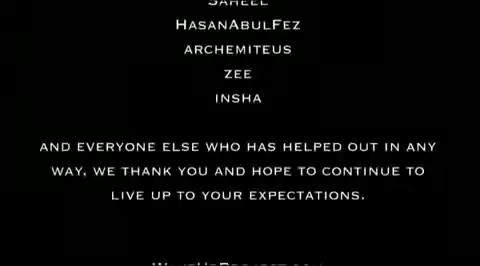 SAHEEL
HASANABULFEZ
ARCHEMITEUS
ZEE
INSHA
AND EVERYONE ELSE WHO HAS HELPED OUT IN ANY
WAY, WE THANK YOU AND HOPE TO CONTINUE TO
LIVE UP TO YOUR EXPECTATIONS.